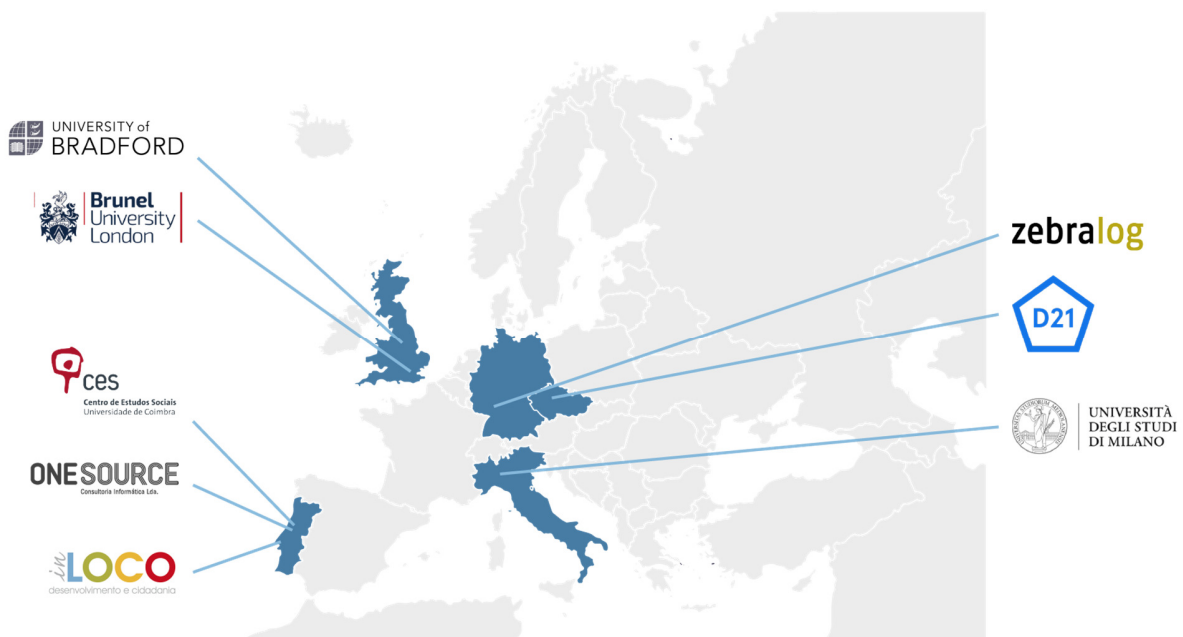 UNIVERSITY of
BRADFORD
Brunel
University
London
ces
Centro de Estudos Sociais
Universidade de Coimbra
ONESOURCE
Consultoria Informática Lda.
in LOCO
desenvolvimento e cidadania
zebralog
D21
UNIVERSITÀ
DEGLI STUDI
DI MILANO